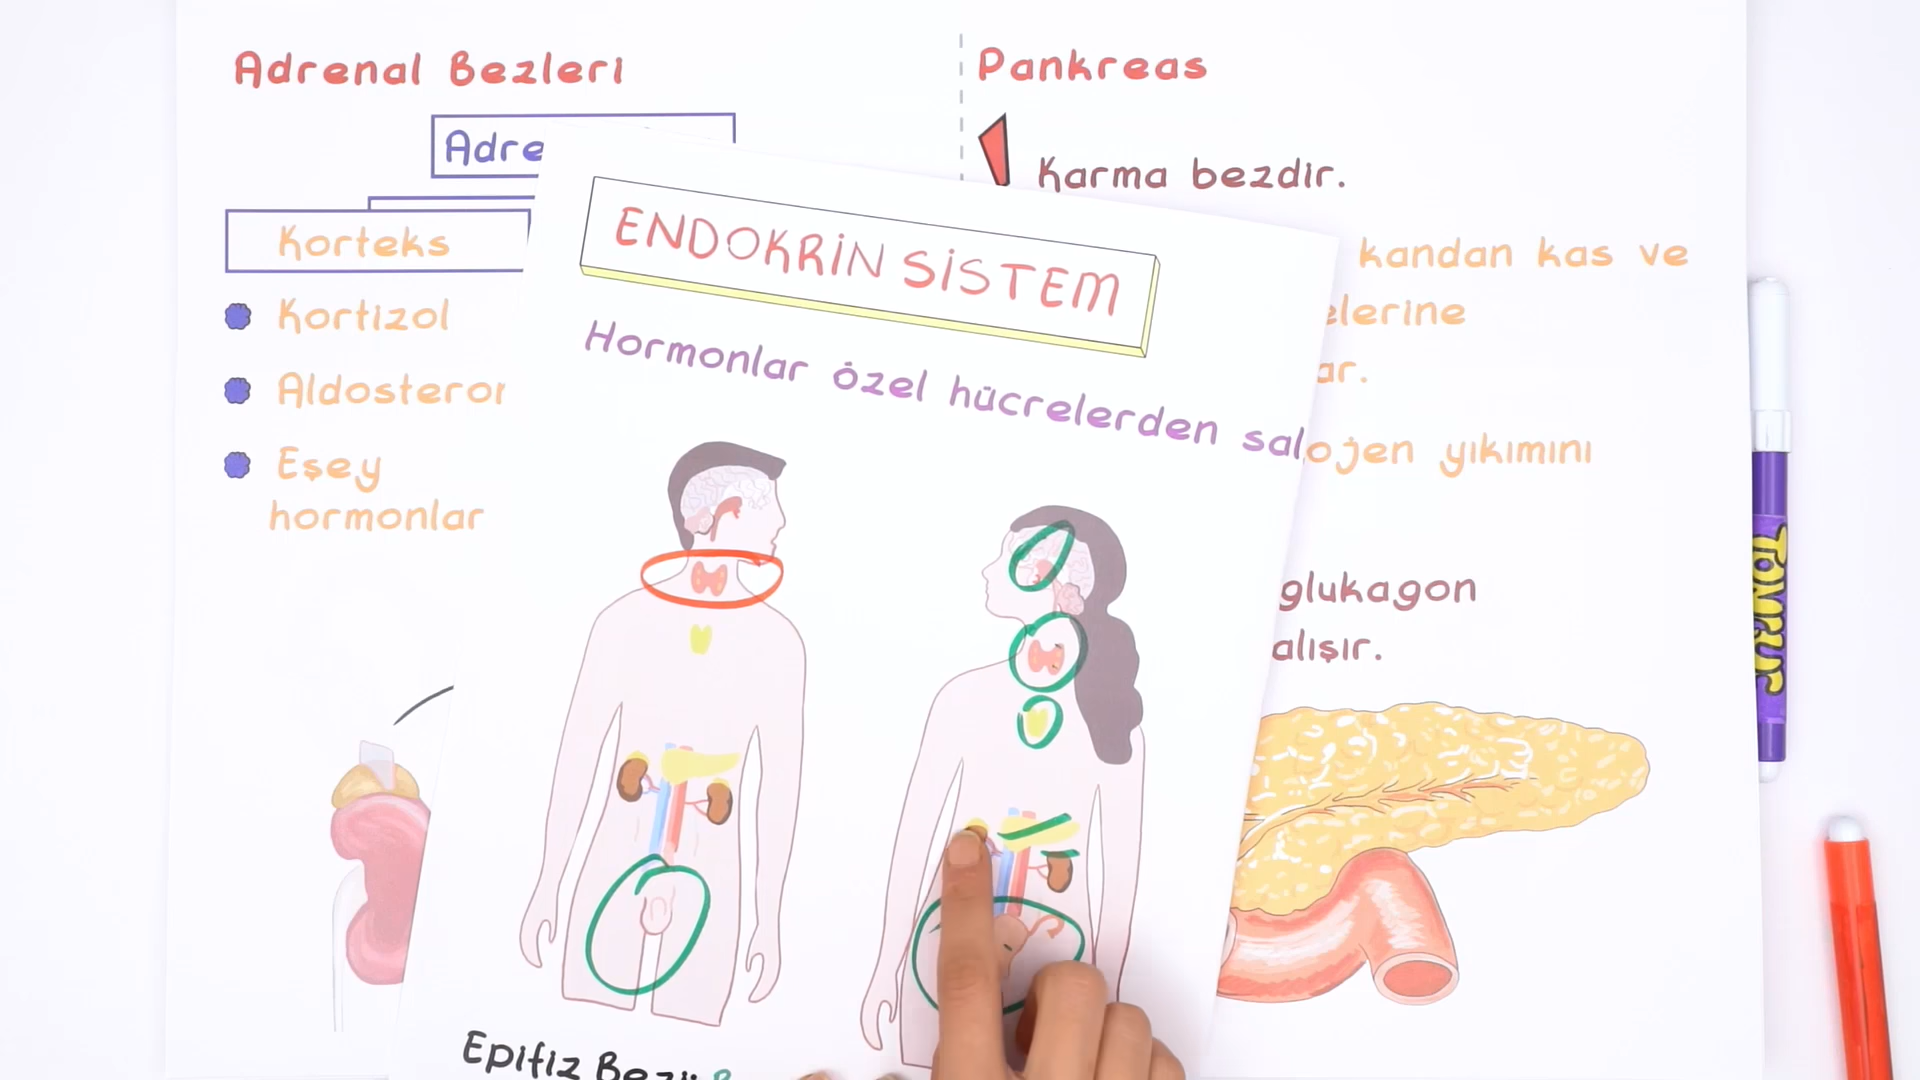 Adrenal Bezleri
Adre
Korteks
Kortizol
Aldosteron
Eşey
hormonlar
Pankreas
Karma bezdir.
kandan kas ve
elerine
ar.
ojen yıkımını
glukagon
alışır.
ENDOKRİN SİSTEM
Hormonlar özel hücrelerden sal
Epifiz Bezi
TOMBUL